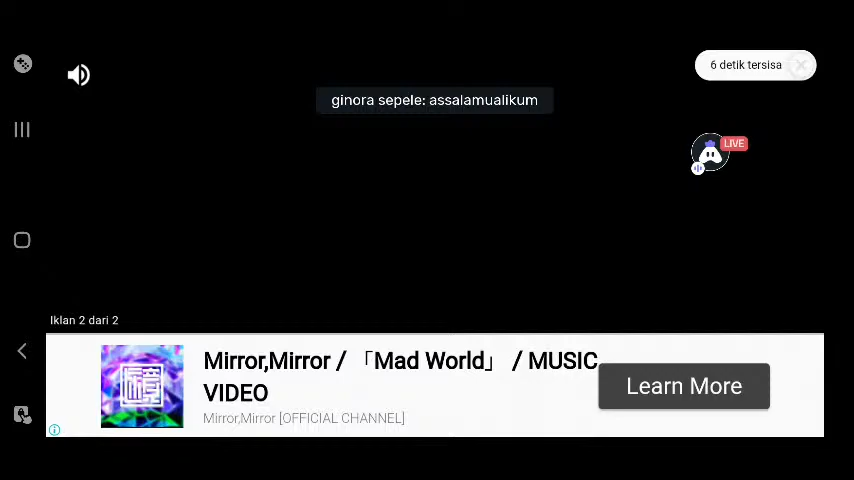 6 detik tersisa
ginora sepele: assalamualikum
LIVE
Iklan 2 dari 2
Mirror,Mirror / 「Mad World」 / MUSIC
VIDEO
Mirror,Mirror [OFFICIAL CHANNEL]
Learn More